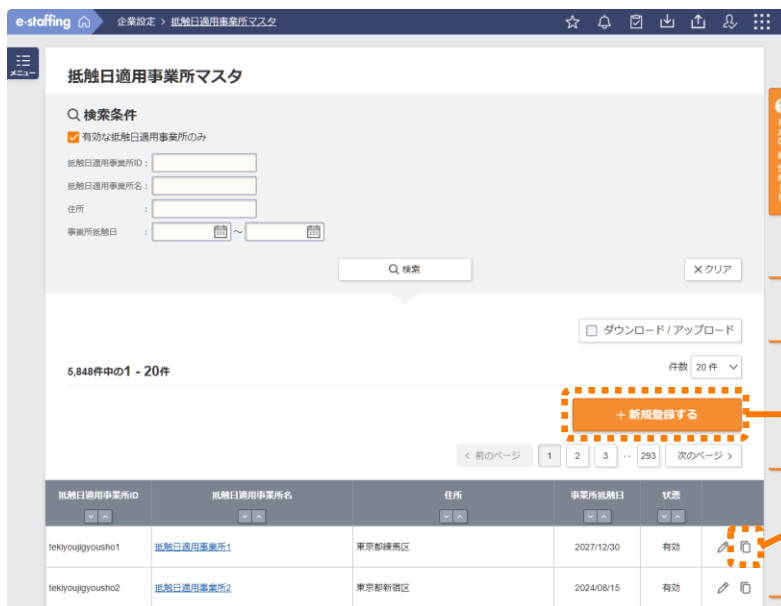 e-staffing 企業設定 > 抵触日適用事業所マスタ
メニュー
抵触日適用事業所マスタ
検索条件
有効な抵触日適用事業所のみ
抵触日適用事業所ID :
抵触日適用事業所名 :
住所 :
事業所抵触日 : ～
検索 × クリア
ダウンロード / アップロード
5,848件中の1 - 20件 件数 20 件
+ 新規登録する
< 前のページ 1 2 3 ·· 293 次のページ >
抵触日適用事業所ID 抵触日適用事業所名 住所 事業所抵触日 状態
tekiyoujigyousho1 抵触日適用事業所1 東京都練馬区 2027/12/30 有効
tekiyoujigyousho2 抵触日適用事業所2 東京都新宿区 2024/08/15 有効